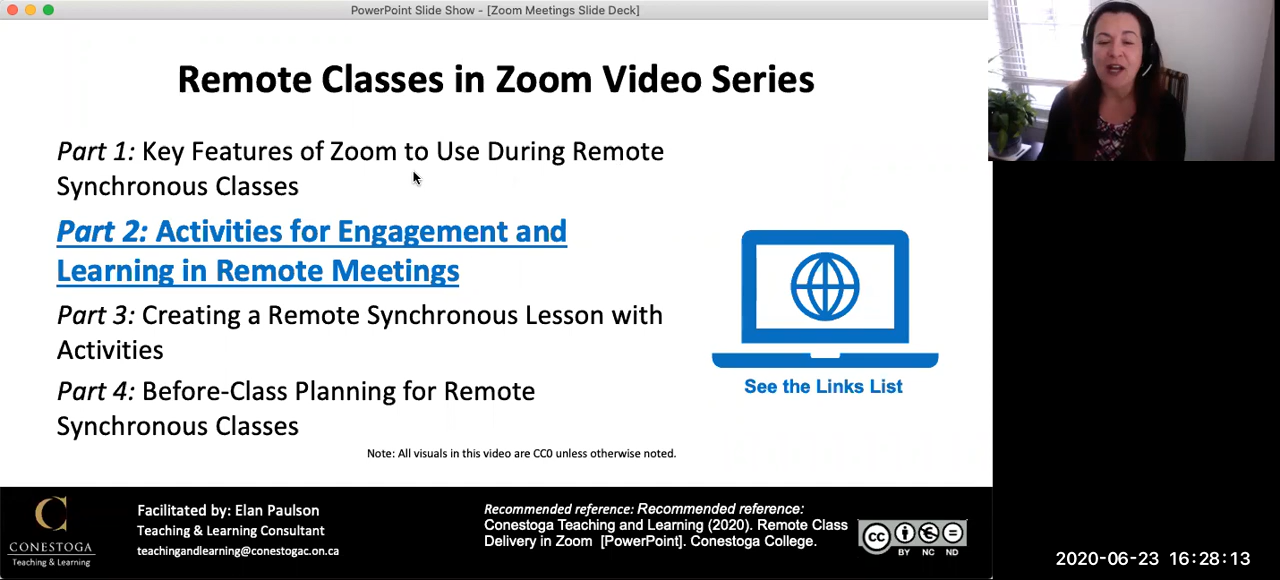 PowerPoint Slide Show - [Zoom Meetings Slide Deck]
Remote Classes in Zoom Video Series
Part 1: Key Features of Zoom to Use During Remote
Synchronous Classes
Part 2: Activities for Engagement and
Learning in Remote Meetings
Part 3: Creating a Remote Synchronous Lesson with
Activities
Part 4: Before-Class Planning for Remote
Synchronous Classes
See the Links List
Note: All visuals in this video are CC0 unless otherwise noted.
C
CONESTOGA
Teaching & Learning
Facilitated by: Elan Paulson
Teaching & Learning Consultant
teachingandlearning@conestogac.on.ca
Recommended reference: Recommended reference:
Conestoga Teaching and Learning (2020). Remote Class
Delivery in Zoom [PowerPoint]. Conestoga College.
cc
BY NC ND
2020-06-23 16:28:13